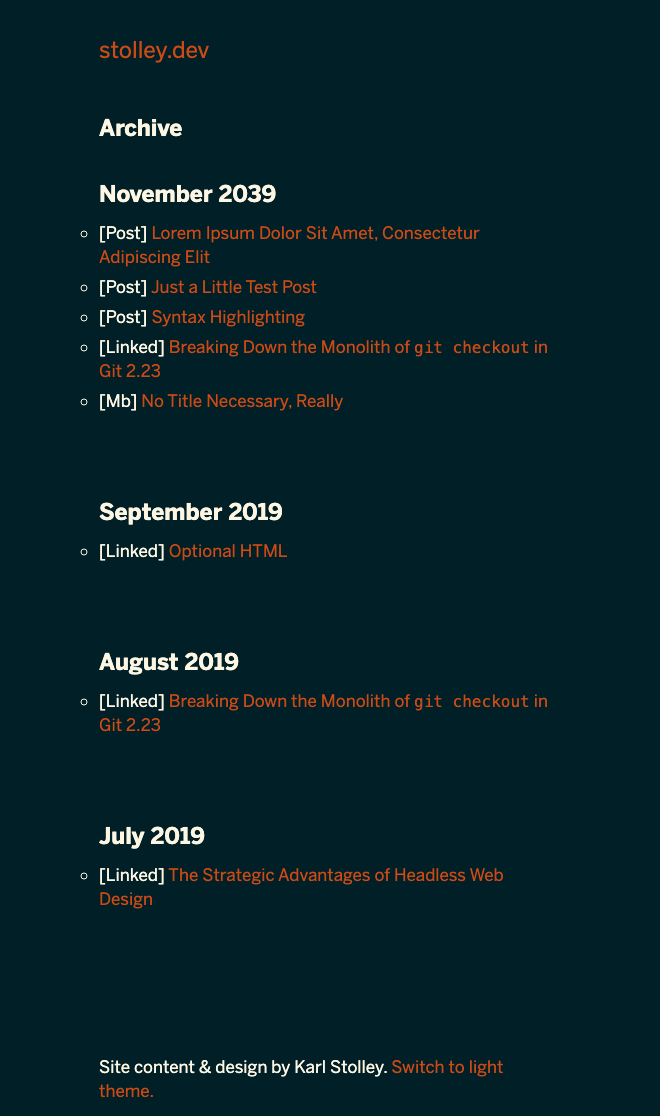 stolley.dev
Archive
November 2039
[Post] Lorem Ipsum Dolor Sit Amet, Consectetur
Adipiscing Elit
[Post] Just a Little Test Post
[Post] Syntax Highlighting
[Linked] Breaking Down the Monolith of git checkout in
Git 2.23
[Mb] No Title Necessary, Really
September 2019
[Linked] Optional HTML
August 2019
[Linked] Breaking Down the Monolith of git checkout in
Git 2.23
July 2019
[Linked] The Strategic Advantages of Headless Web
Design
Site content & design by Karl Stolley. Switch to light
theme.